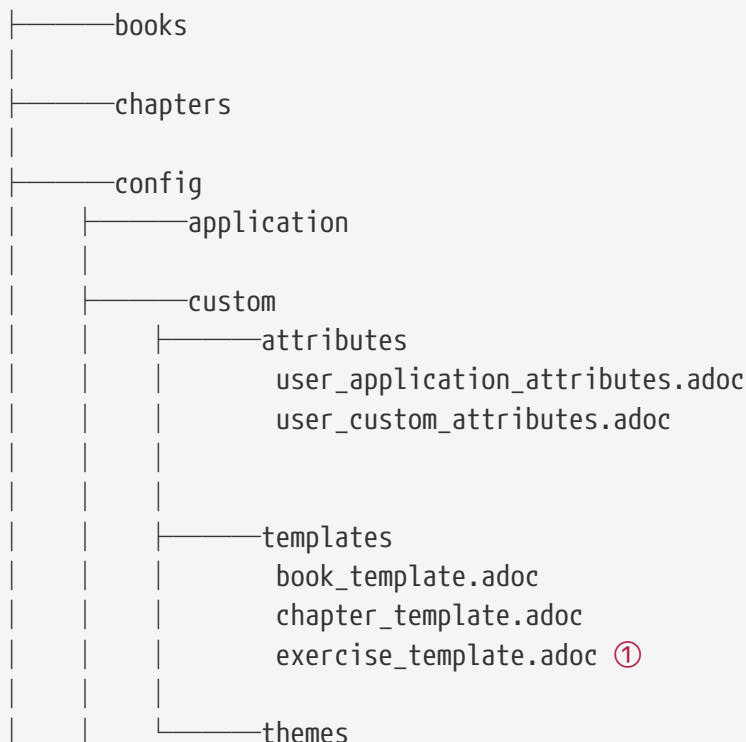 books
chapters
config
application
custom
attributes
user_application_attributes.adoc
user_custom_attributes.adoc
templates
book_template.adoc
chapter_template.adoc
exercise_template.adoc ①
themes